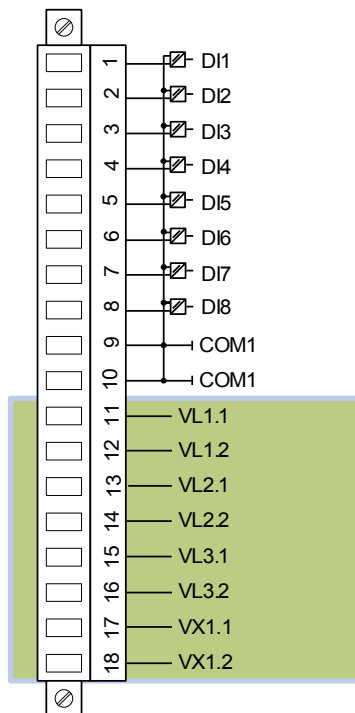 1 DI1
2 DI2
3 DI3
4 DI4
5 DI5
6 DI6
7 DI7
8 DI8
9 COM1
10 COM1
11 VL1.1
12 VL1.2
13 VL2.1
14 VL2.2
15 VL3.1
16 VL3.2
17 VX1.1
18 VX1.2